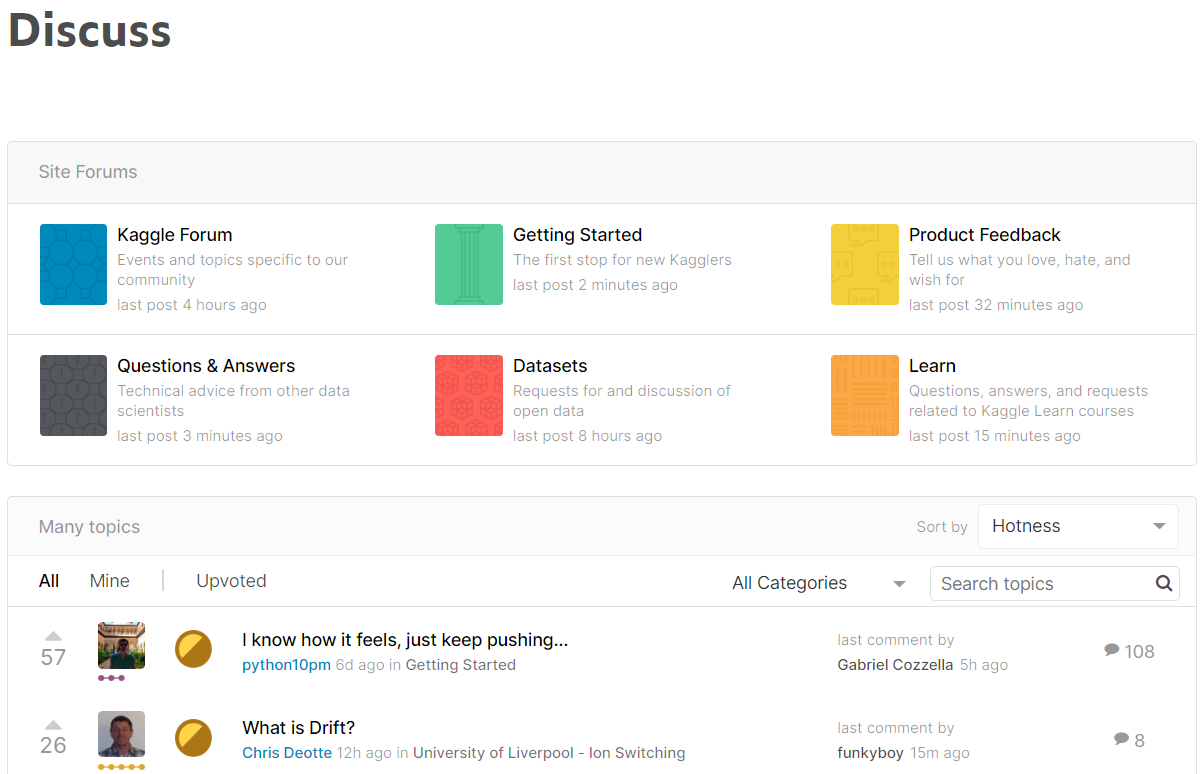 Discuss
Site Forums
Kaggle Forum
Events and topics specific to our
community
last post 4 hours ago
Getting Started
The first stop for new Kagglers
last post 2 minutes ago
Product Feedback
Tell us what you love, hate, and
wish for
last post 32 minutes ago
Questions & Answers
Technical advice from other data
scientists
last post 3 minutes ago
Datasets
Requests for and discussion of
open data
last post 8 hours ago
Learn
Questions, answers, and requests
related to Kaggle Learn courses
last post 15 minutes ago
Many topics
Sort by
Hotness
All
Mine
Upvoted
All Categories
Search topics
57
I know how it feels, just keep pushing...
python10pm 6d ago in Getting Started
last comment by
Gabriel Cozzella 5h ago
108
26
What is Drift?
Chris Deotte 12h ago in University of Liverpool - Ion Switching
last comment by
funkyboy 15m ago
8